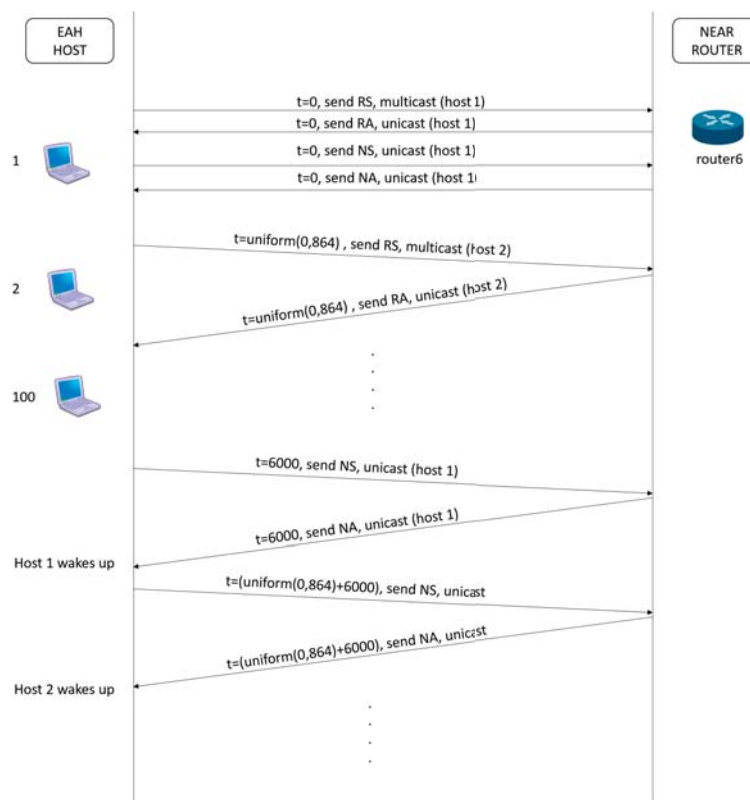 EAH
HOST
NEAR
ROUTER
t=0, send RS, multicast (host 1)
t=0, send RA, unicast (host 1)
t=0, send NS, unicast (host 1)
t=0, send NA, unicast (host 1)
1
router6
t=uniform(0,864) , send RS, multicast (host 2)
2
t=uniform(0,864) , send RA, unicast (host 2)
100
t=6000, send NS, unicast (host 1)
t=6000, send NA, unicast (host 1)
Host 1 wakes up
t=(uniform(0,864)+6000), send NS, unicast
t=(uniform(0,864)+6000), send NA, unicast
Host 2 wakes up